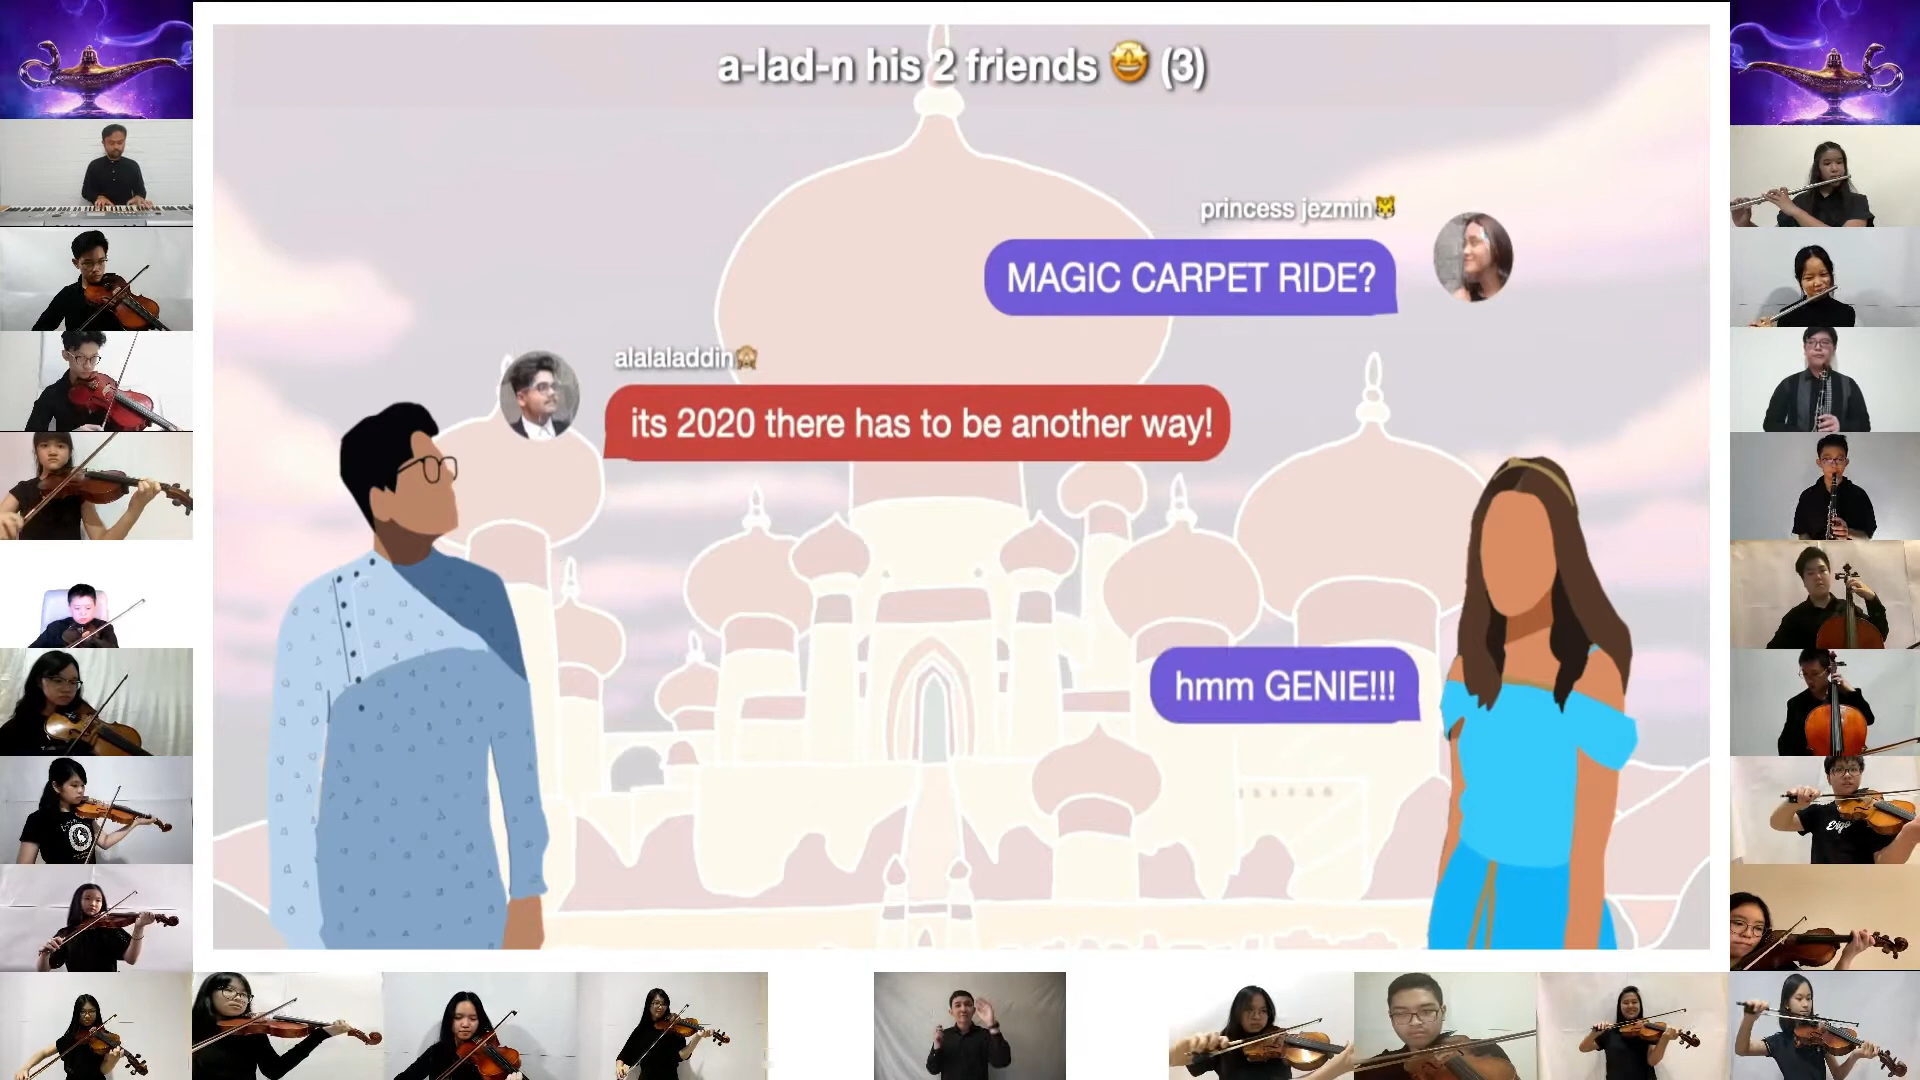 a-lad-n his 2 friends 🤩 (3)
princess jezmin🐯
MAGIC CARPET RIDE?
alalaladdin🙈
its 2020 there has to be another way!
hmm GENIE!!!